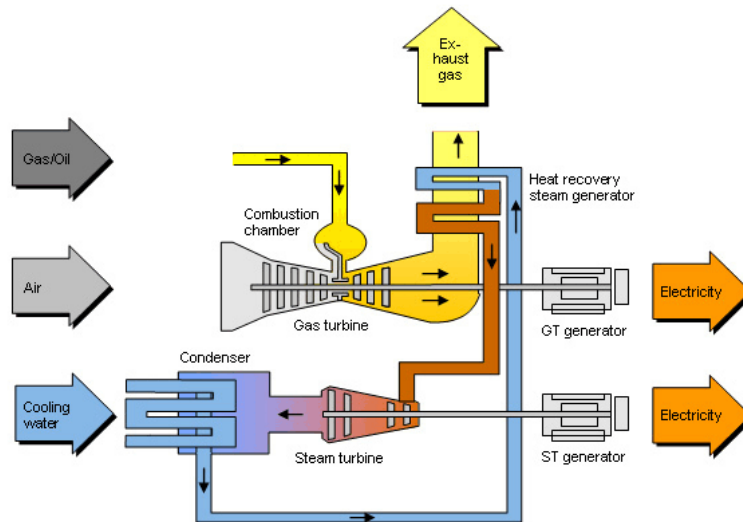 Ex-
haust
gas
Gas/Oil
Heat recovery
steam generator
Combustion
chamber
Air
Electricity
Gas turbine
GT generator
Condenser
Cooling
water
Electricity
Steam turbine
ST generator